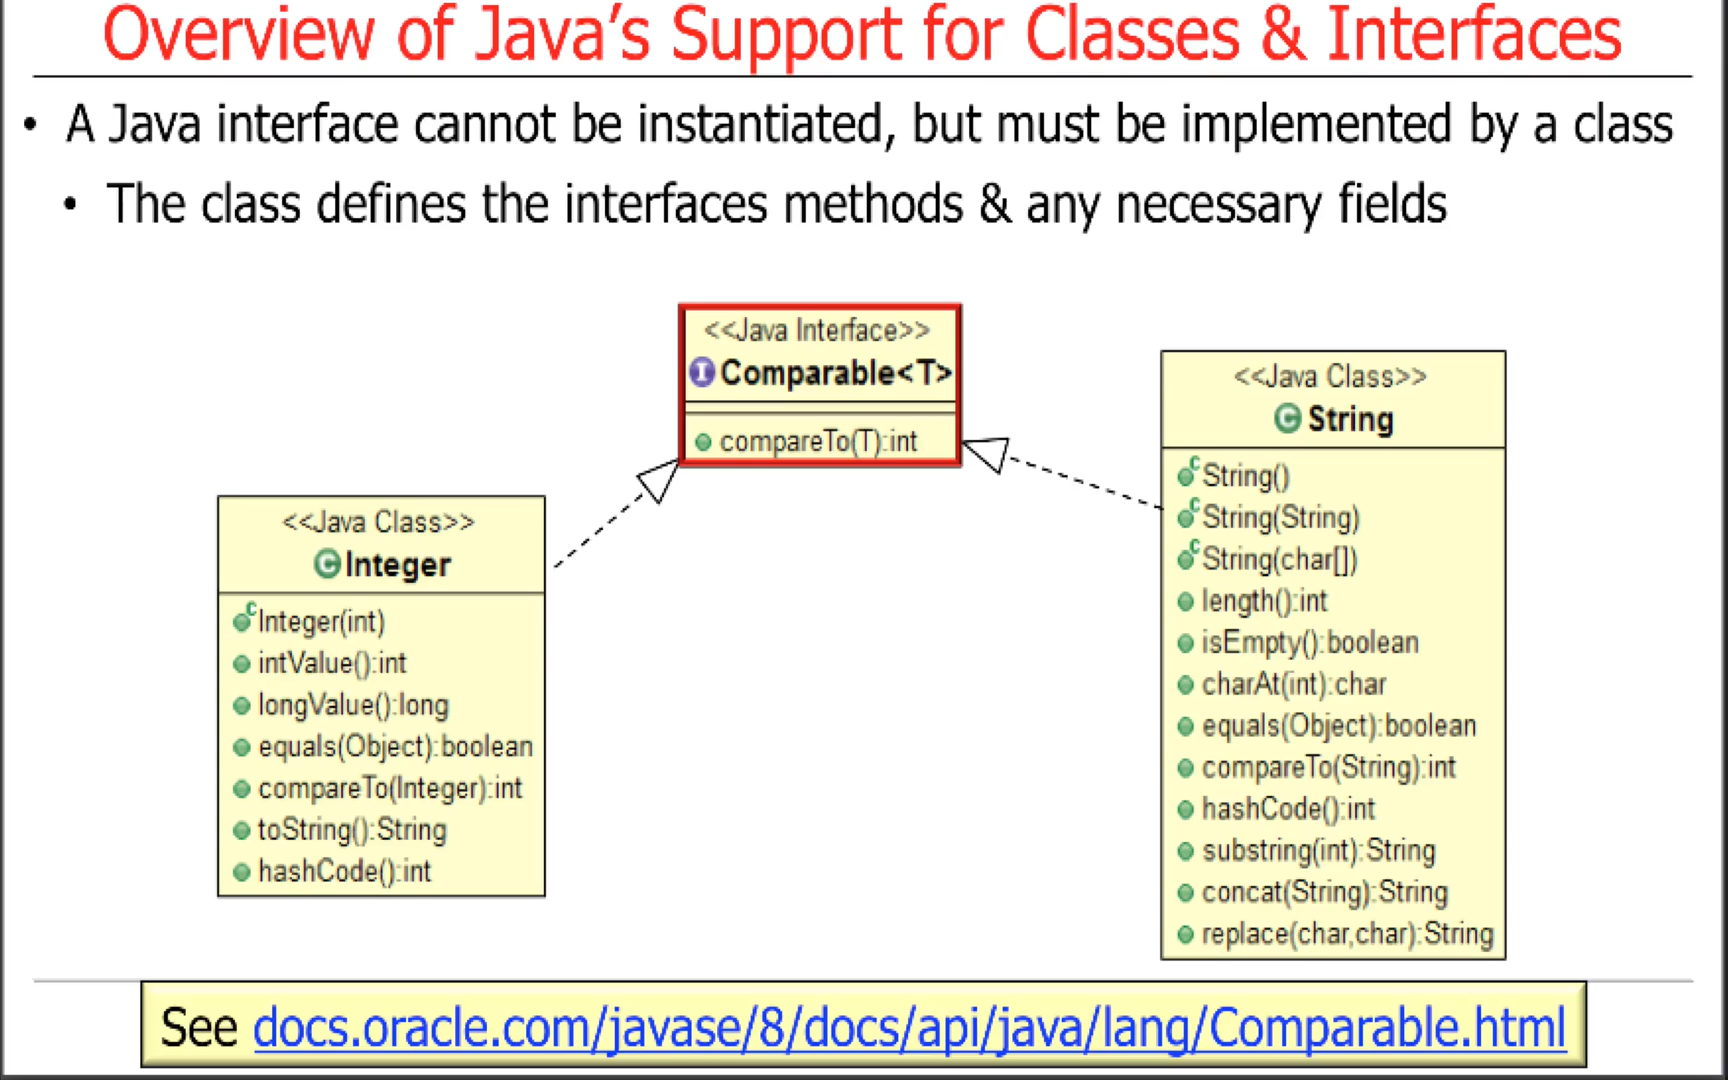 Overview of Java's Support for Classes & Interfaces
• A Java interface cannot be instantiated, but must be implemented by a class
• The class defines the interfaces methods & any necessary fields
<<Java Interface>>
I Comparable<T>
compareTo(T):int
<<Java Class>>
C Integer
C Integer(int)
intValue():int
longValue():long
equals(Object):boolean
compareTo(Integer):int
toString():String
hashCode():int
<<Java Class>>
C String
C String()
C String(String)
C String(char[])
length():int
isEmpty():boolean
charAt(int):char
equals(Object):boolean
compareTo(String):int
hashCode():int
substring(int):String
concat(String):String
replace(char,char):String
See docs.oracle.com/javase/8/docs/api/java/lang/Comparable.html